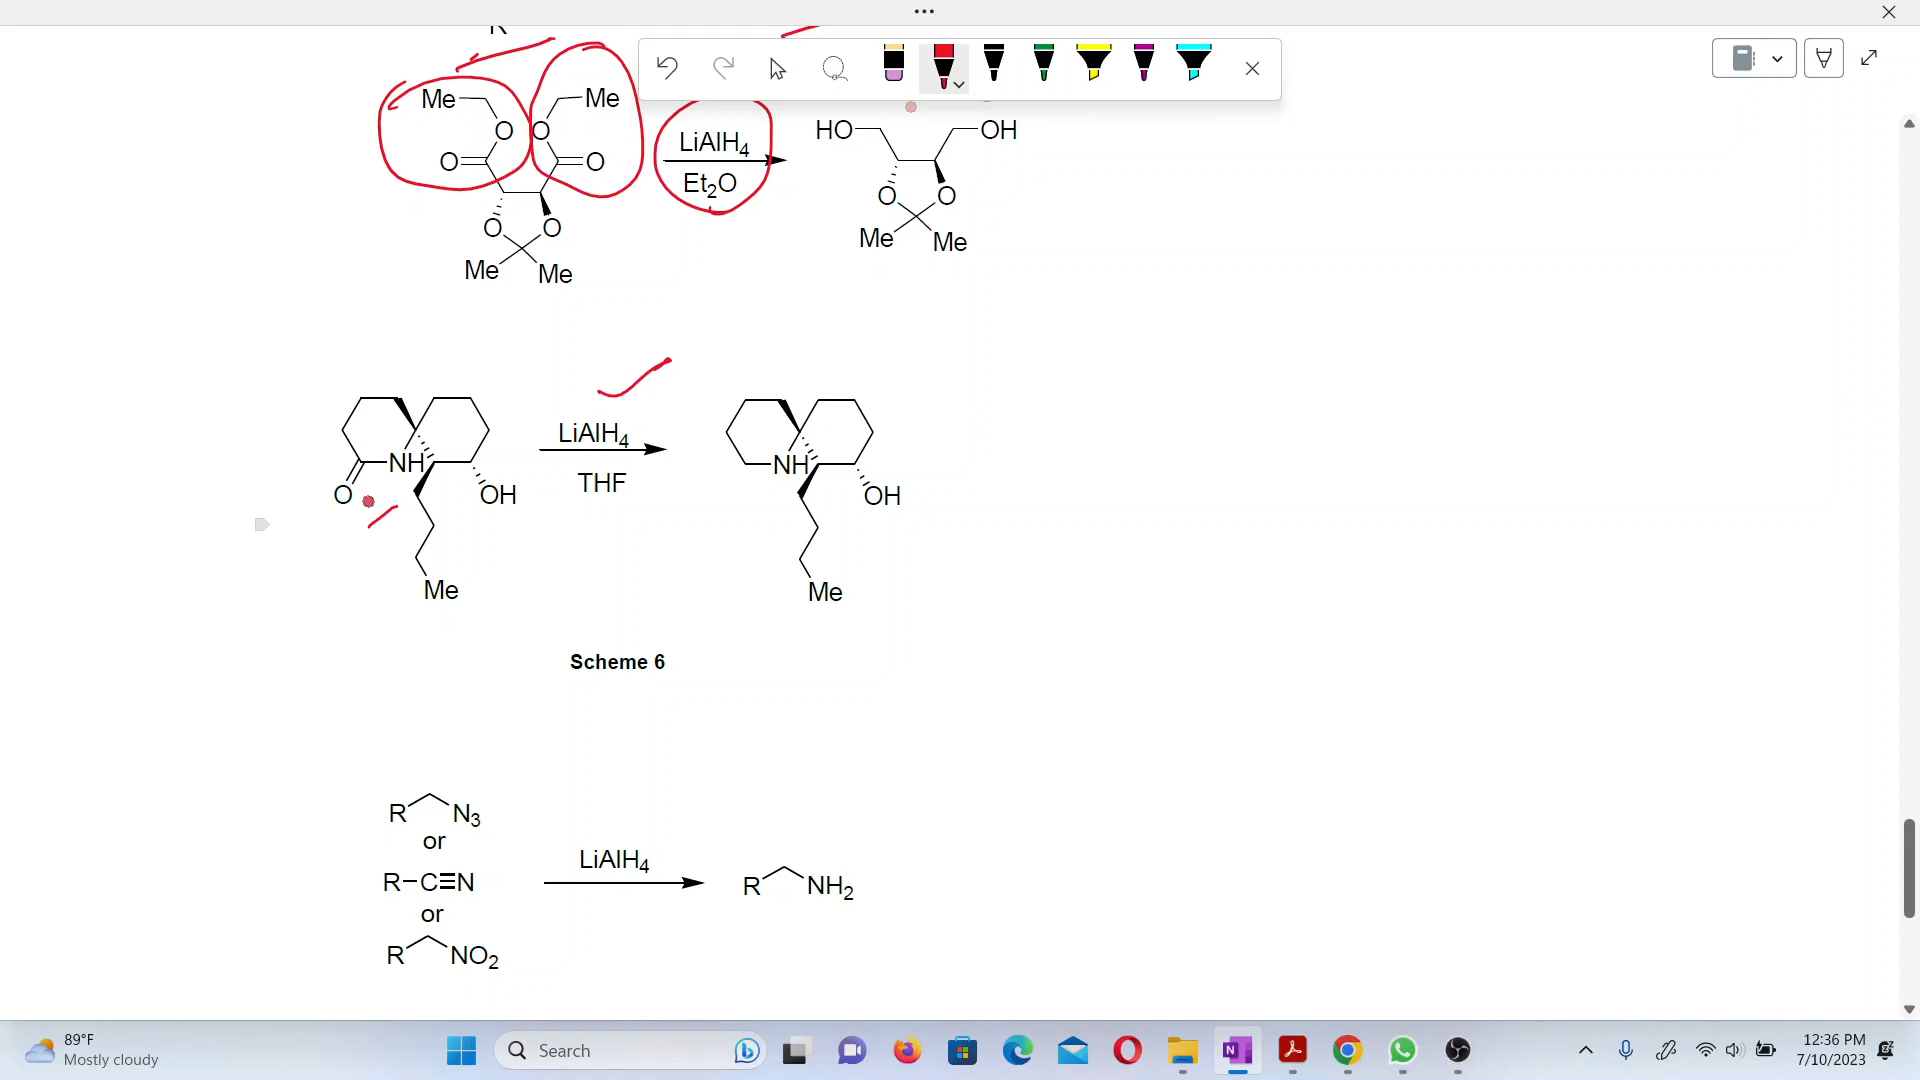 R
Me Me
O O
LiAlH4
O O
Et2O
O O
Me Me
HO OH
O O
Me Me
LiAlH4
THF
NH
O
OH
Me
NH
OH
Me
Scheme 6
R N3
or
R-C≡N
or
R NO2
LiAlH4
R NH2
89°F
Mostly cloudy
Search
12:36 PM
7/10/2023